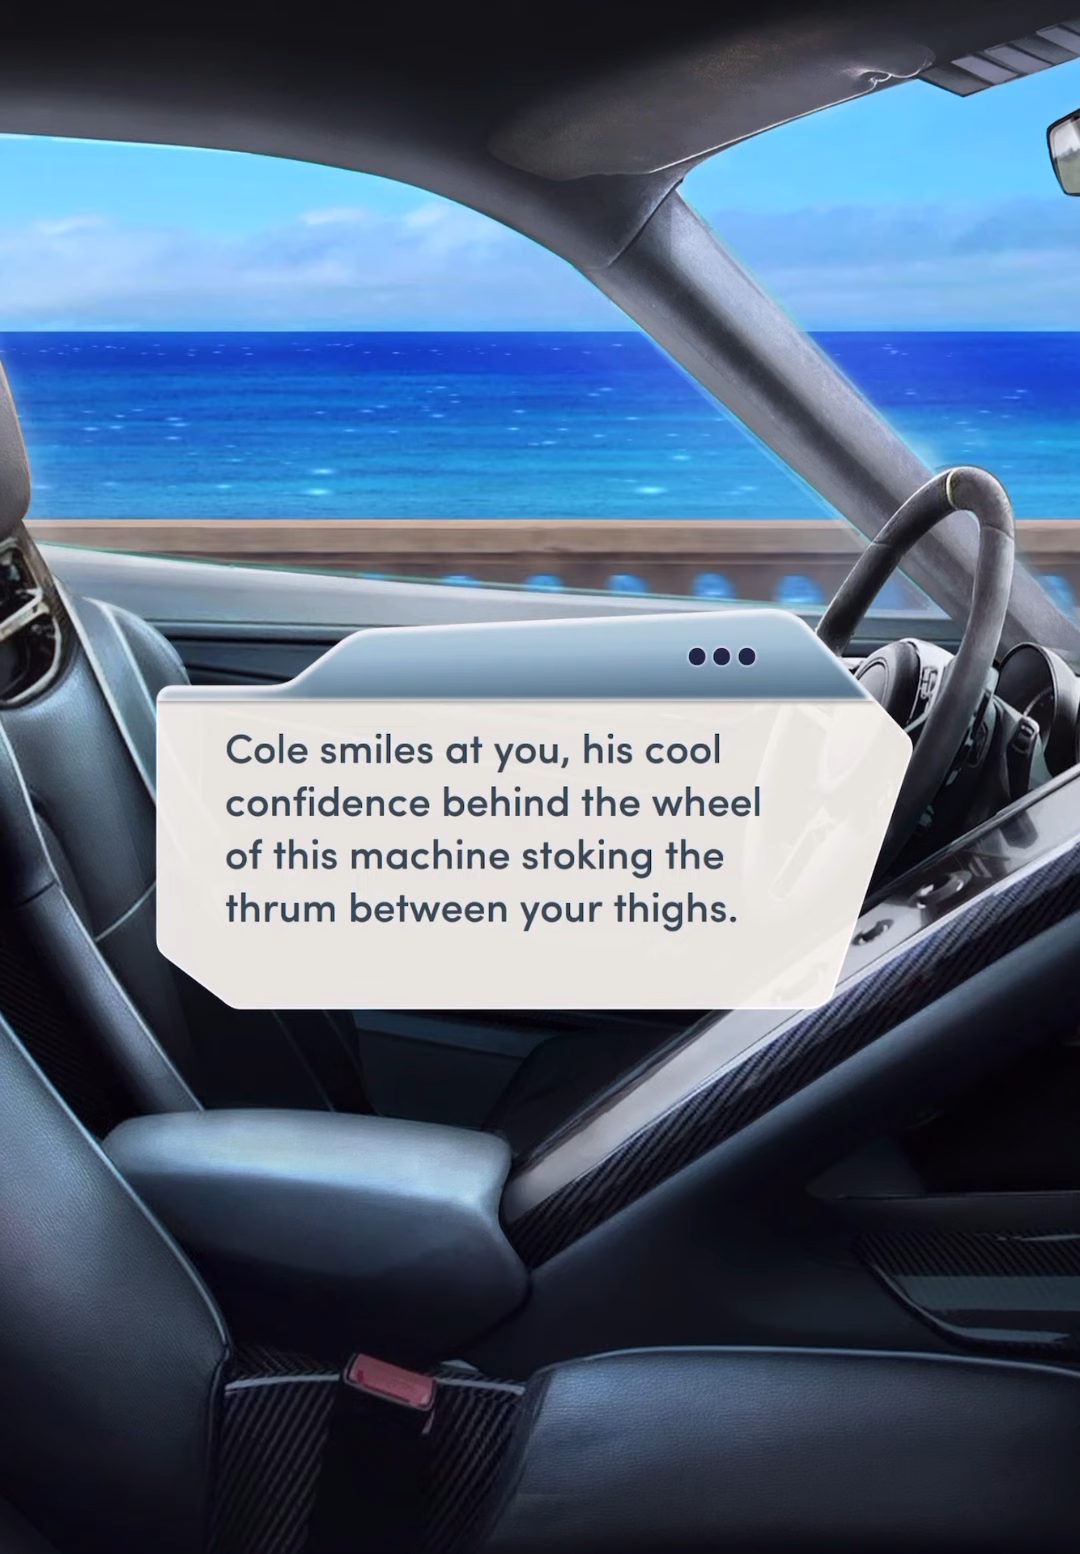 Cole smiles at you, his cool
confidence behind the wheel
of this machine stoking the
thrum between your thighs.